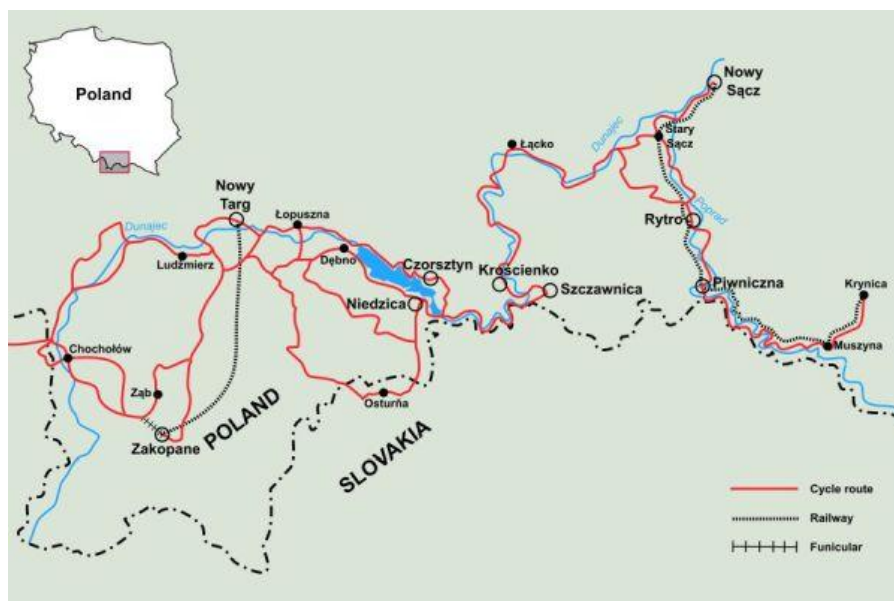 Poland
Nowy
Sącz
Dunajec
Stary
Sącz
Łącko
Nowy
Targ
Łopuszna
Dunajec
Poprad
Rytro
Ludźmierz
Dębno
Czorsztyn
Krościenko
Szczawnica
Piwniczna
Krynica
Niedzica
Muszyna
Chochołów
Ząb
Osturňa
Zakopane
POLAND
SLOVAKIA
Cycle route
Railway
Funicular